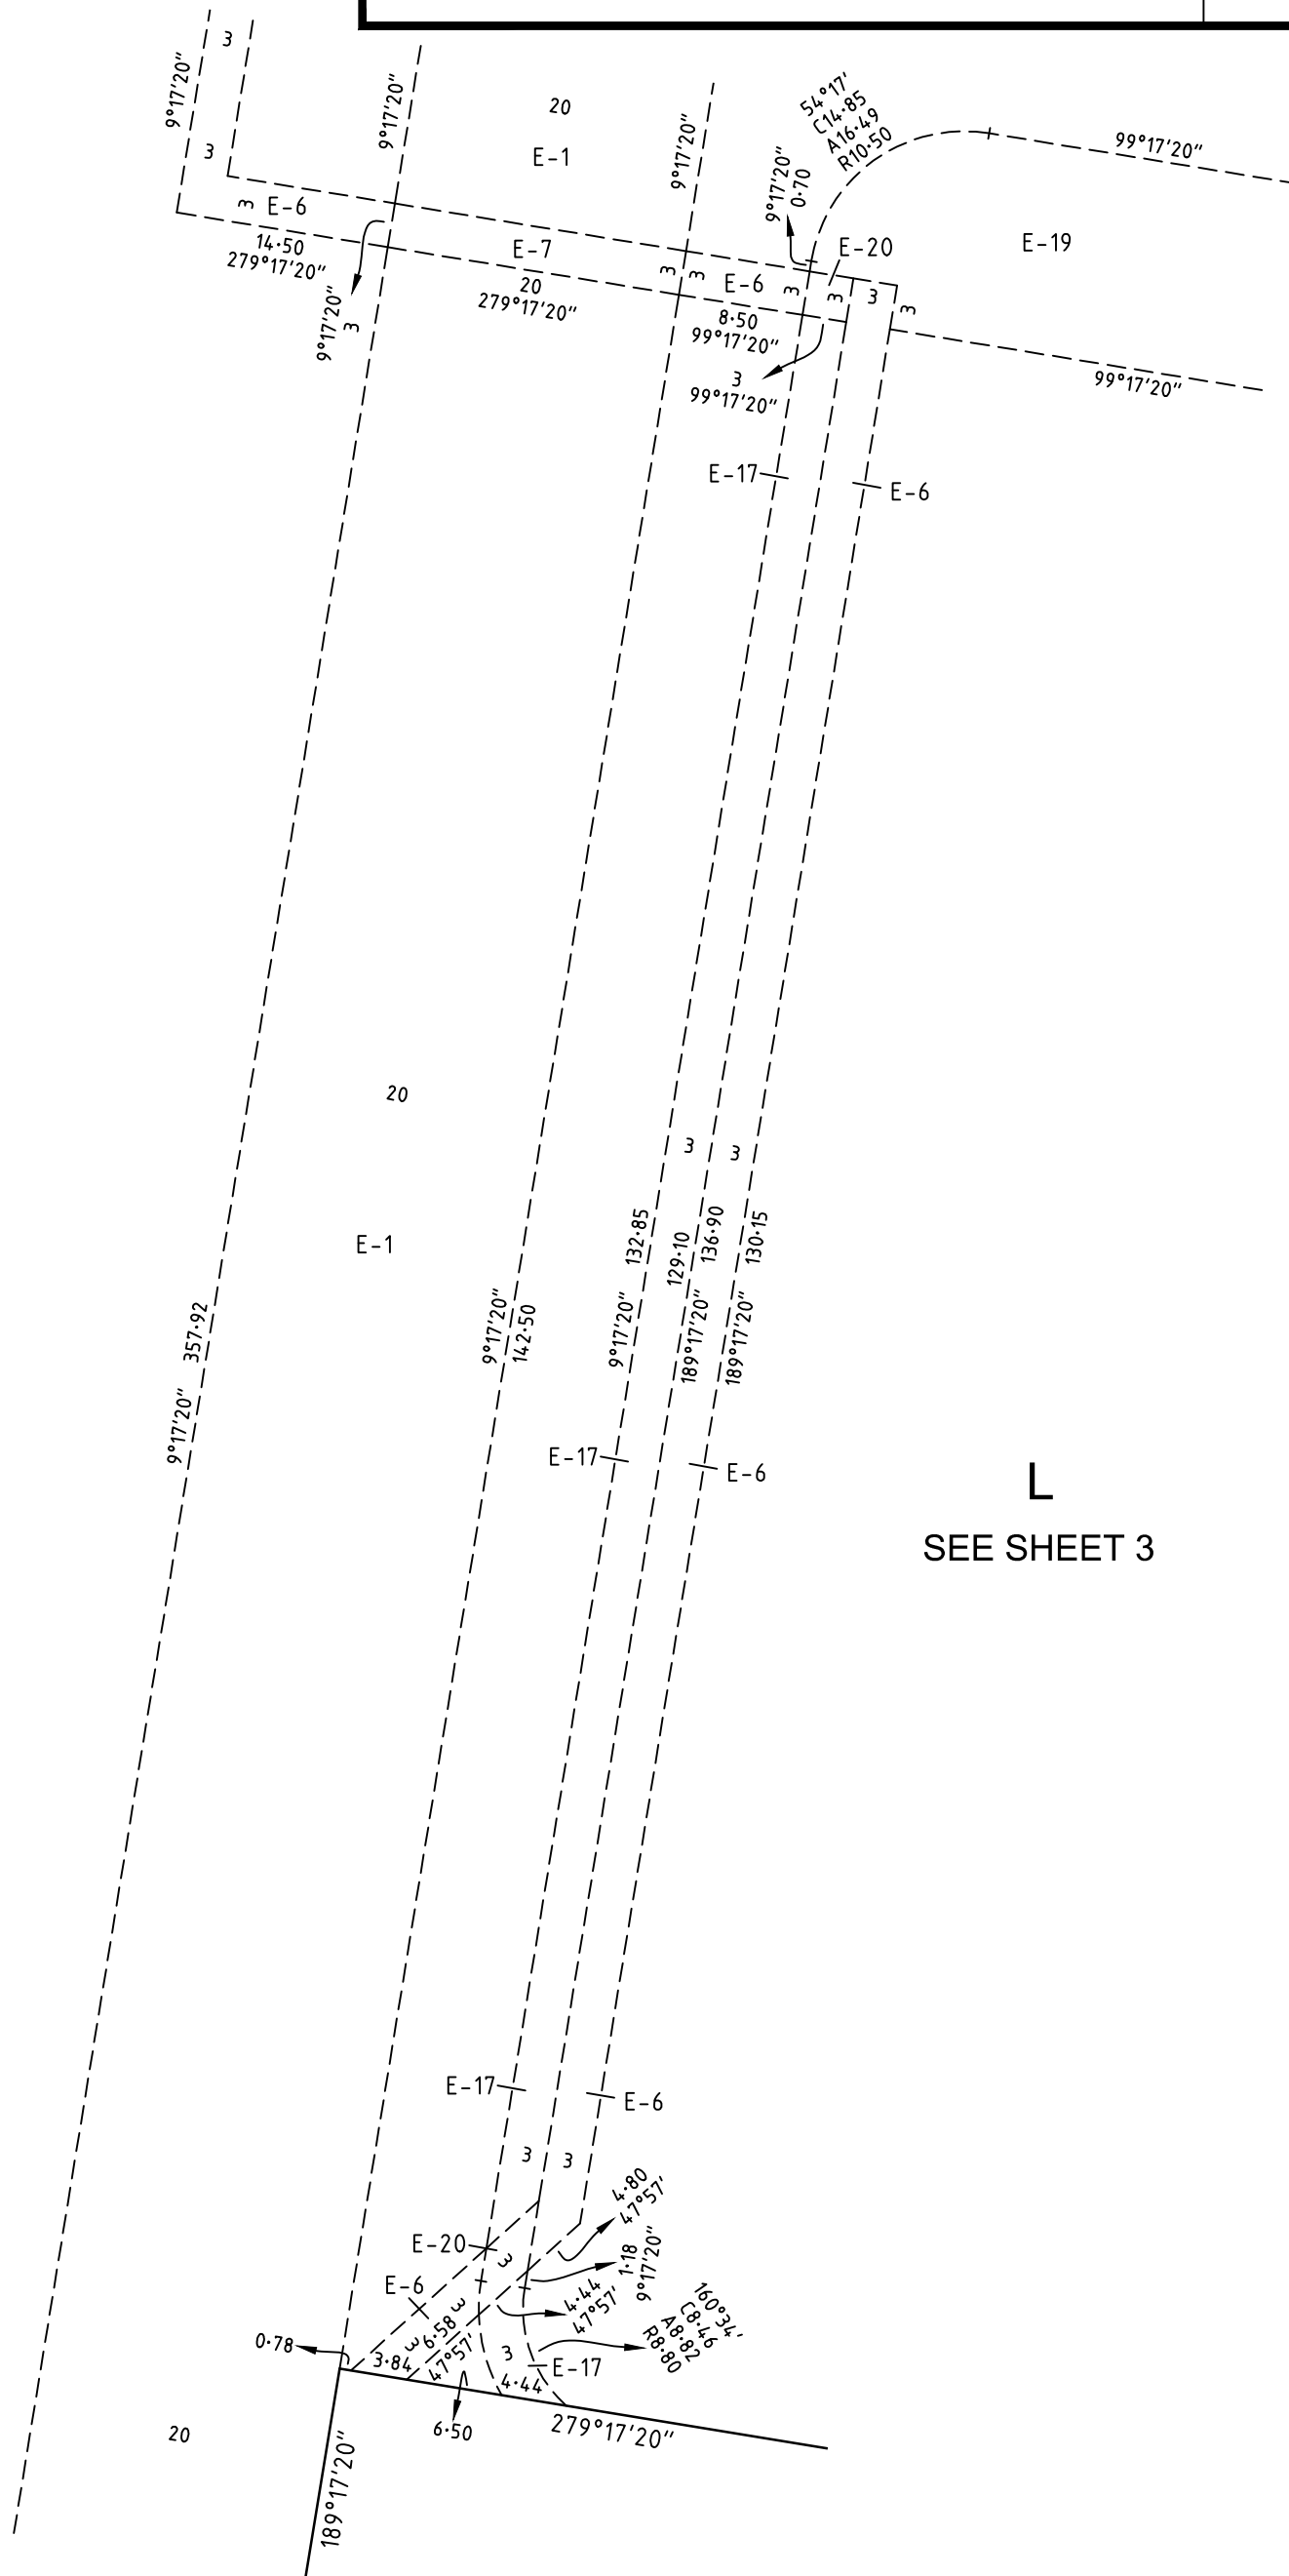 3
9°17'20"
9°17'20"
20
E-1
9°17'20"
54°17'
C14·85
A16·49
R10·50
99°17'20"
3
9°17'20"
0·70
3
E-6
E-7
E-20
E-19
14·50
279°17'20"
3
3
E-6
3
3
3
3
20
279°17'20"
8·50
99°17'20"
9°17'20"
3
3
99°17'20"
99°17'20"
E-17
E-6
20
3
3
E-1
132·85
129·10
136·90
130·15
357·92
9°17'20"
9°17'20"
142·50
9°17'20"
189°17'20"
189°17'20"
E-17
E-6
L
SEE SHEET 3
E-17
E-6
3
3
4·80
47°57'
E-20
3
1·18
9°17'20"
E-6
3
4·44
47°57'
160°34'
C8·46
A8·82
R8·80
0·78
3
6·58
47°57'
3·84
3
E-17
4·44
6·50
279°17'20"
20
189°17'20"